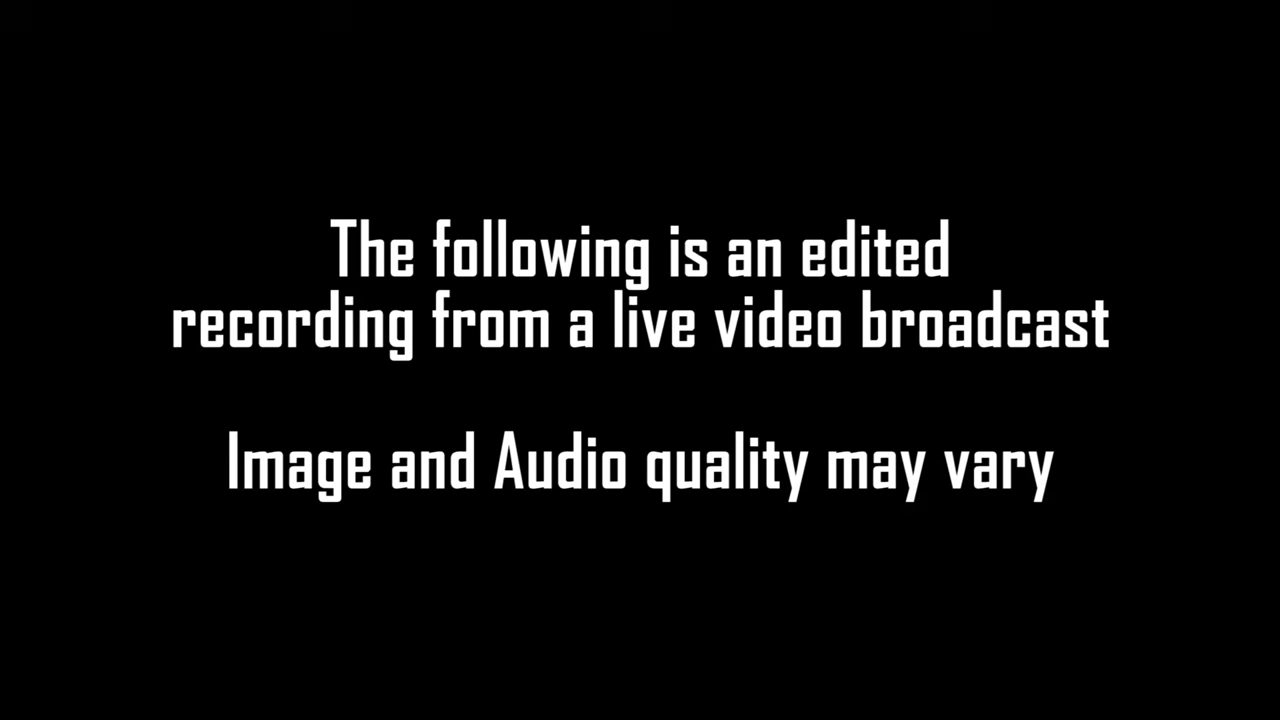 The following is an edited
recording from a live video broadcast
Image and Audio quality may vary